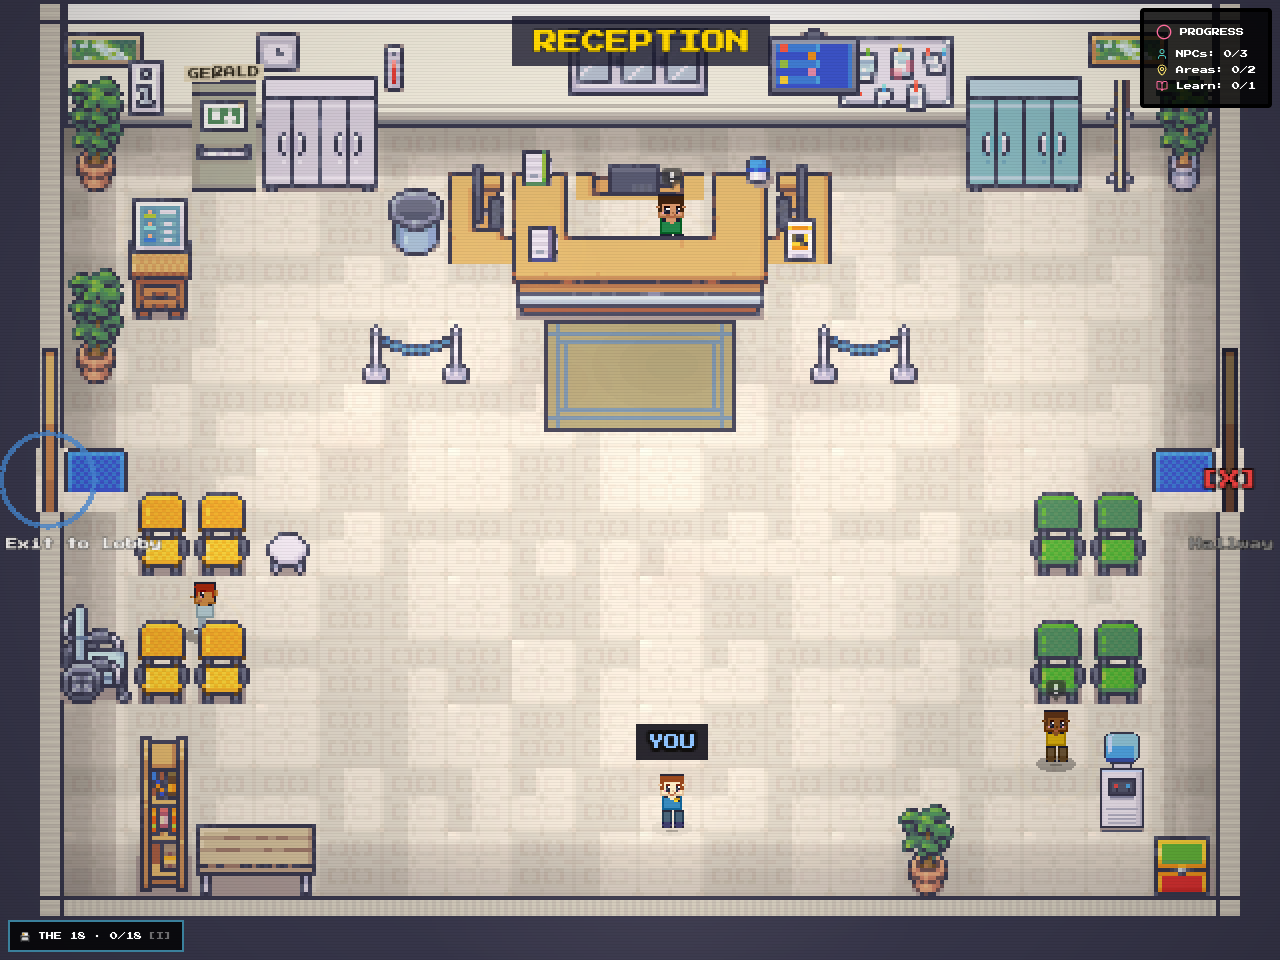 RECEPTION
PROGRESS
NPCs: 0/3
Areas: 0/2
Learn: 0/1
GERALD
!
[X]
Exit to Lobby
Hallway
!
YOU
THE 18 · 0/18 [I]